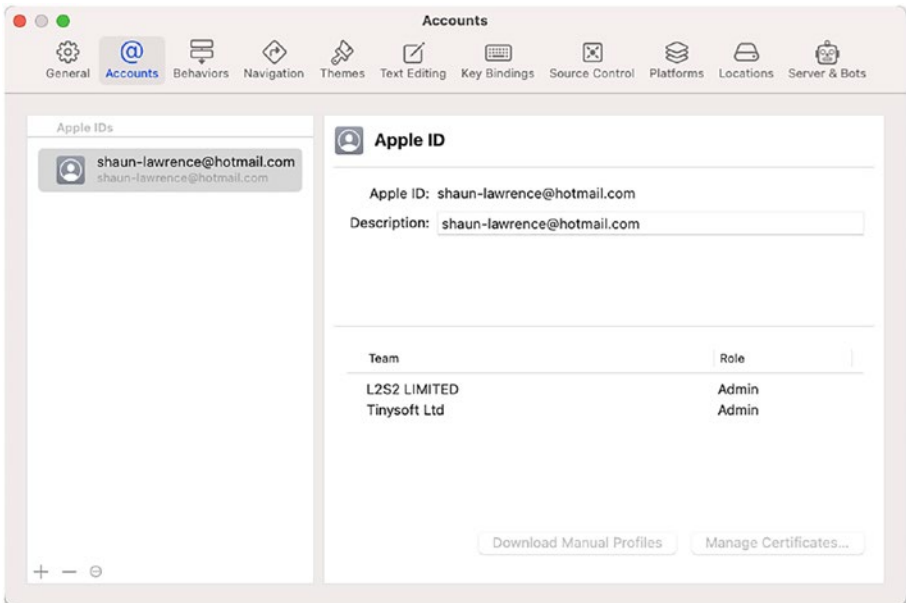 Accounts
General Accounts Behaviors Navigation Themes Text Editing Key Bindings Source Control Platforms Locations Server & Bots
Apple IDs
shaun-lawrence@hotmail.com
shaun-lawrence@hotmail.com
Apple ID
Apple ID: shaun-lawrence@hotmail.com
Description: shaun-lawrence@hotmail.com
Team Role
L2S2 LIMITED Admin
Tinysoft Ltd Admin
Download Manual Profiles Manage Certificates...